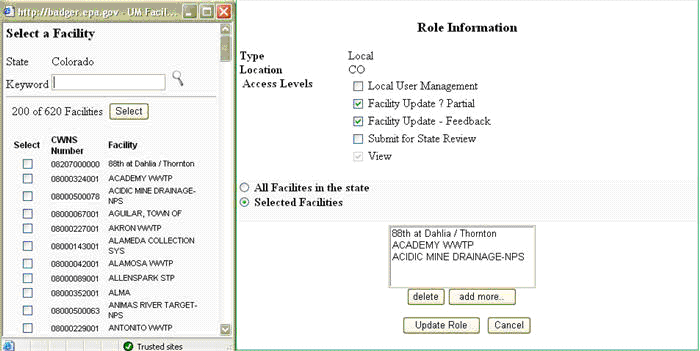 http://badger.epa.gov - UM Facil...
Select a Facility
State Colorado
Keyword
200 of 620 Facilities Select
Select CWNS Number Facility
08207000000 88th at Dahlia / Thornton
08000324001 ACADEMY WWTP
08000500078 ACIDIC MINE DRAINAGE-
NPS
08000067001 AGUILAR, TOWN OF
08000227001 AKRON WWTP
08000143001 ALAMEDA COLLECTION
SYS
08000042001 ALAMOSA WWTP
08000089001 ALLENSPARK STP
08000352001 ALMA
08000500063 ANIMAS RIVER TARGET-
NPS
08000229001 ANTONITO WWTP
Trusted sites
Role Information
Type Local
Location CO
Access Levels
Local User Management
Facility Update ? Partial
Facility Update - Feedback
Submit for State Review
View
All Facilites in the state
Selected Facilities
88th at Dahlia / Thornton
ACADEMY WWTP
ACIDIC MINE DRAINAGE-NPS
delete add more..
Update Role Cancel